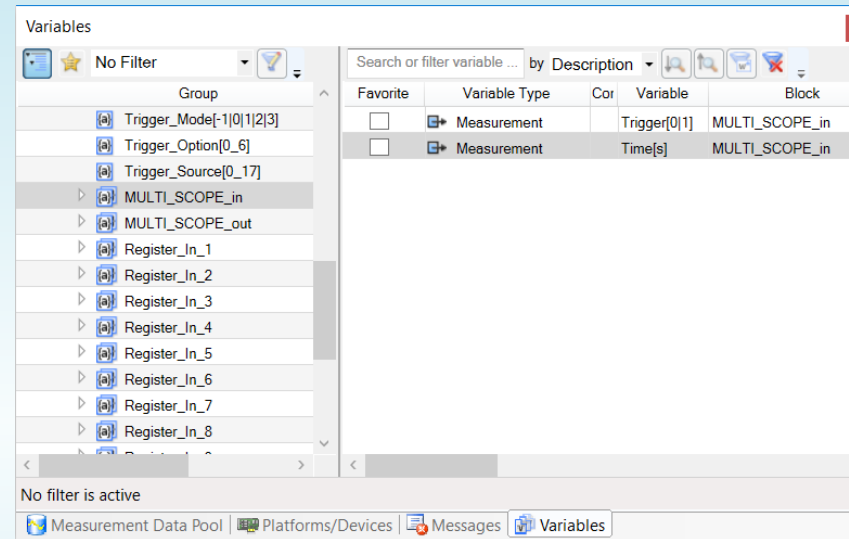 Variables
No Filter
Search or filter variable ... by Description
Group
Favorite Variable Type Cor Variable Block
Trigger_Mode[-1|0|1|2|3]
Trigger_Option[0_6]
Trigger_Source[0_17]
MULTI_SCOPE_in
MULTI_SCOPE_out
Register_In_1
Register_In_2
Register_In_3
Register_In_4
Register_In_5
Register_In_6
Register_In_7
Register_In_8
Measurement Trigger[0|1] MULTI_SCOPE_in
Measurement Time[s] MULTI_SCOPE_in
No filter is active
Measurement Data Pool Platforms/Devices Messages Variables